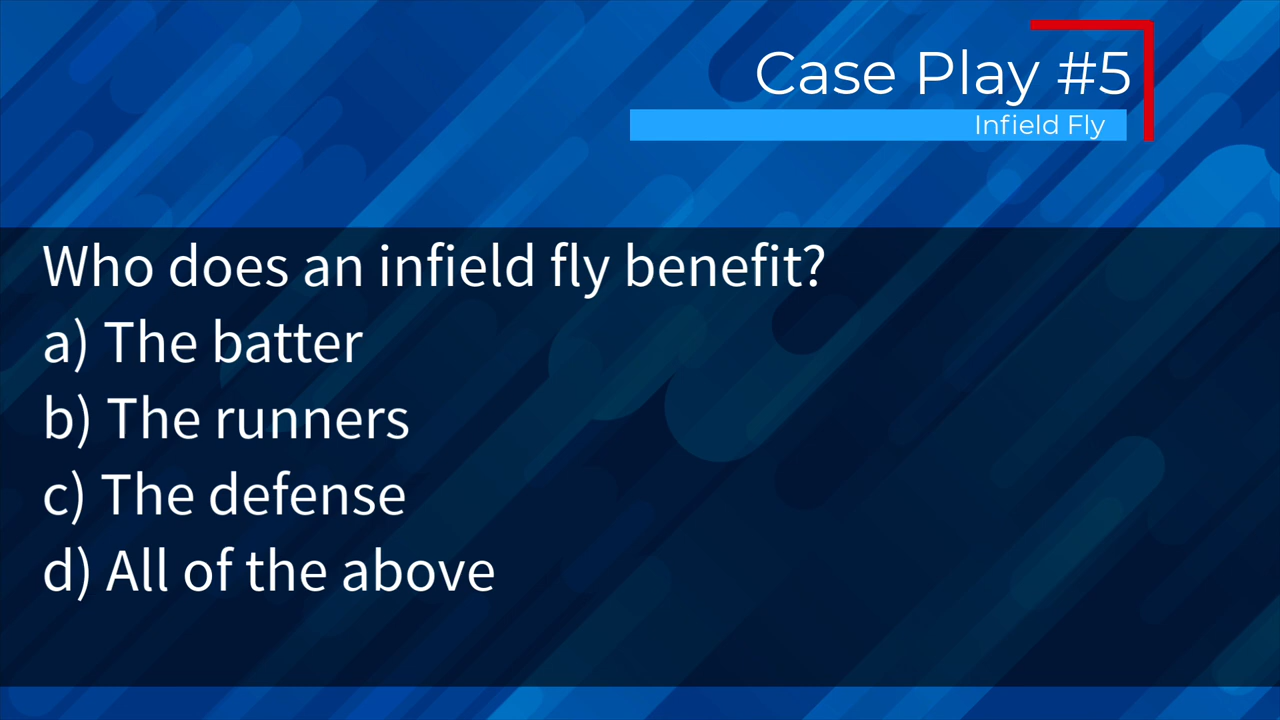 Case Play #5
Infield Fly
Who does an infield fly benefit?
a) The batter
b) The runners
c) The defense
d) All of the above